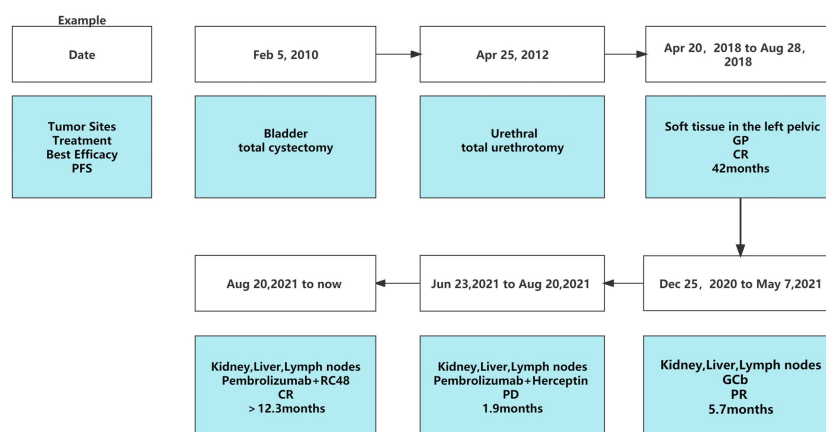 Example
Date
Feb 5, 2010
Apr 25, 2012
Apr 20，2018 to Aug 28，
2018
Tumor Sites
Treatment
Best Efficacy
PFS
Bladder
total cystectomy
Urethral
total urethrotomy
Soft tissue in the left pelvic
GP
CR
42months
Aug 20,2021 to now
Jun 23,2021 to Aug 20,2021
Dec 25，2020 to May 7,2021
Kidney,Liver,Lymph nodes
Pembrolizumab+RC48
CR
＞12.3months
Kidney,Liver,Lymph nodes
Pembrolizumab+Herceptin
PD
1.9months
Kidney,Liver,Lymph nodes
GCb
PR
5.7months